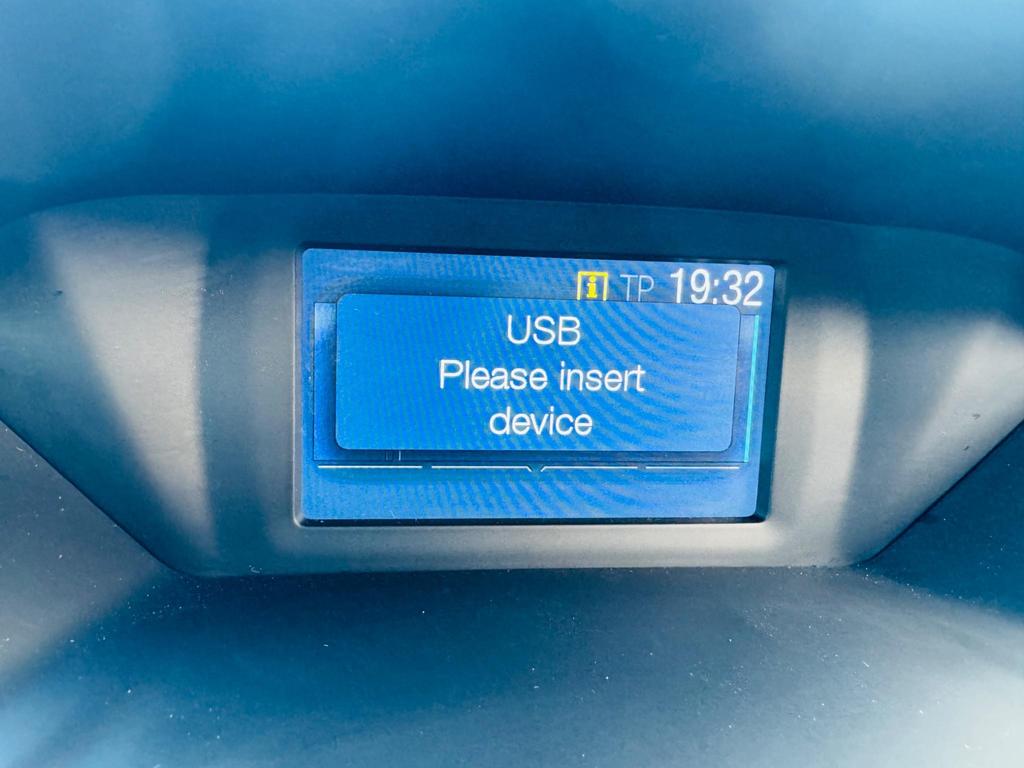 i TP 19:32
USB
Please insert
device